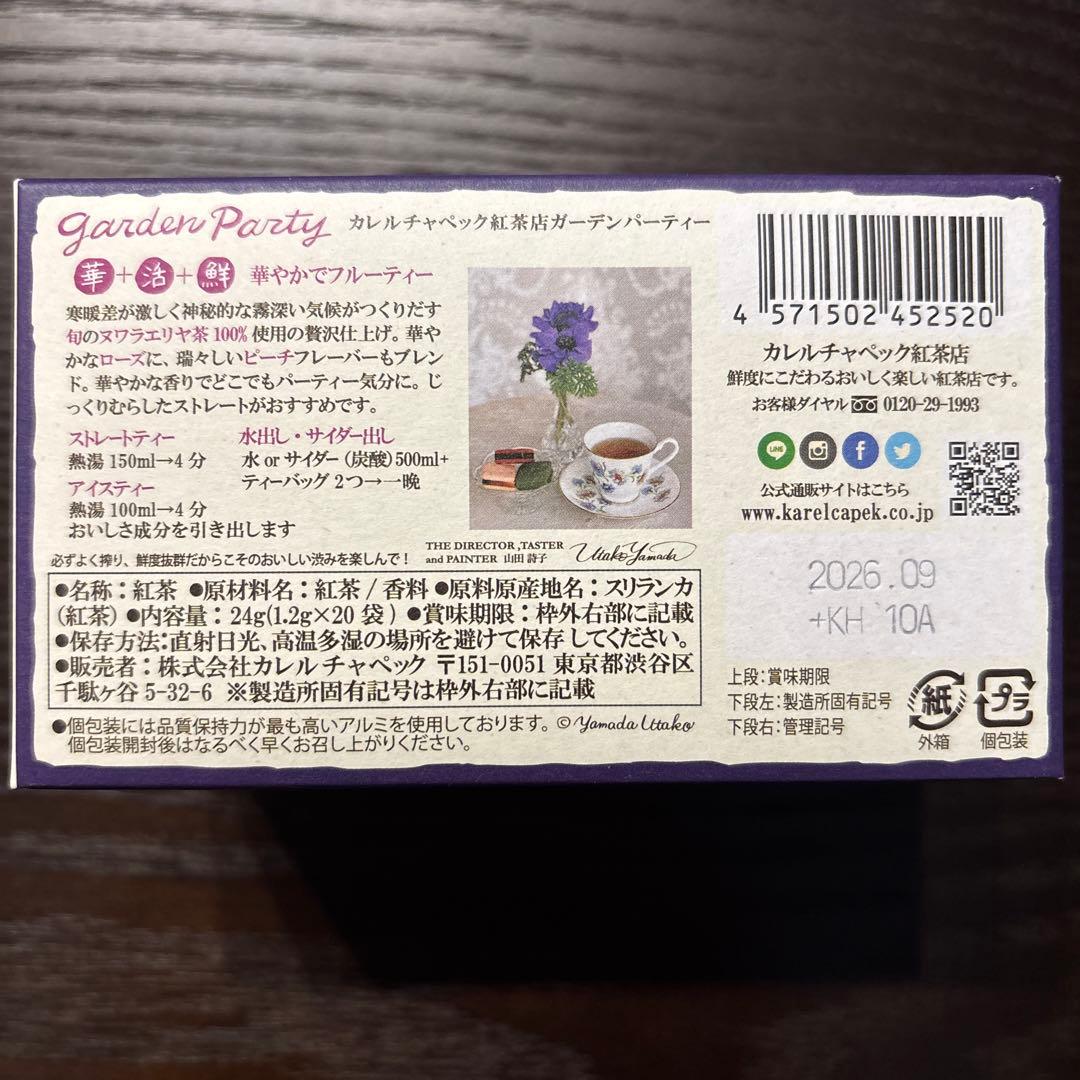 garden Party カレルチャペック紅茶店ガーデンパーティー
華+活+鮮 華やかでフルーティー
寒暖差が激しく神秘的な霧深い気候がつくりだす
旬のヌワラエリヤ茶100%使用の贅沢仕上げ。華や
かなローズに、瑞々しいピーチフレーバーもブレン
ド。華やかな香りでどこでもパーティー気分に。じ
っくりむらしたストレートがおすすめです。
ストレートティー
熱湯150ml→4分
アイスティー
熱湯100ml→4分
おいしさ成分を引き出します
水出し・サイダー出し
水orサイダー(炭酸)500ml+
ティーバッグ2つ→一晩
必ずよく搾り、鮮度抜群だからこそのおいしい渋みを楽しんで!
THE DIRECTOR ,TASTER
and PAINTER 山田 詩子
Utako Yamada
●名称:紅茶 ●原材料名:紅茶/香料 ●原料原産地名:スリランカ
(紅茶) ●内容量:24g(1.2g×20袋) ●賞味期限:枠外右部に記載
●保存方法:直射日光、高温多湿の場所を避けて保存してください。
●販売者:株式会社カレルチャペック 〒151-0051 東京都渋谷区
千駄ヶ谷5-32-6 ※製造所固有記号は枠外右部に記載
●個包装には品質保持力が最も高いアルミを使用しております。 © Yamada Utako
個包装開封後はなるべく早くお召し上がりください。
4 571502 452520
カレルチャペック紅茶店
鮮度にこだわるおいしく楽しい紅茶店です。
お客様ダイヤル 0120-29-1993
LINE
公式通販サイトはこちら
www.karelcapek.co.jp
2026.09
+KH 10A
上段:賞味期限
下段左:製造所固有記号
下段右:管理記号
紙
外箱
プラ
個包装